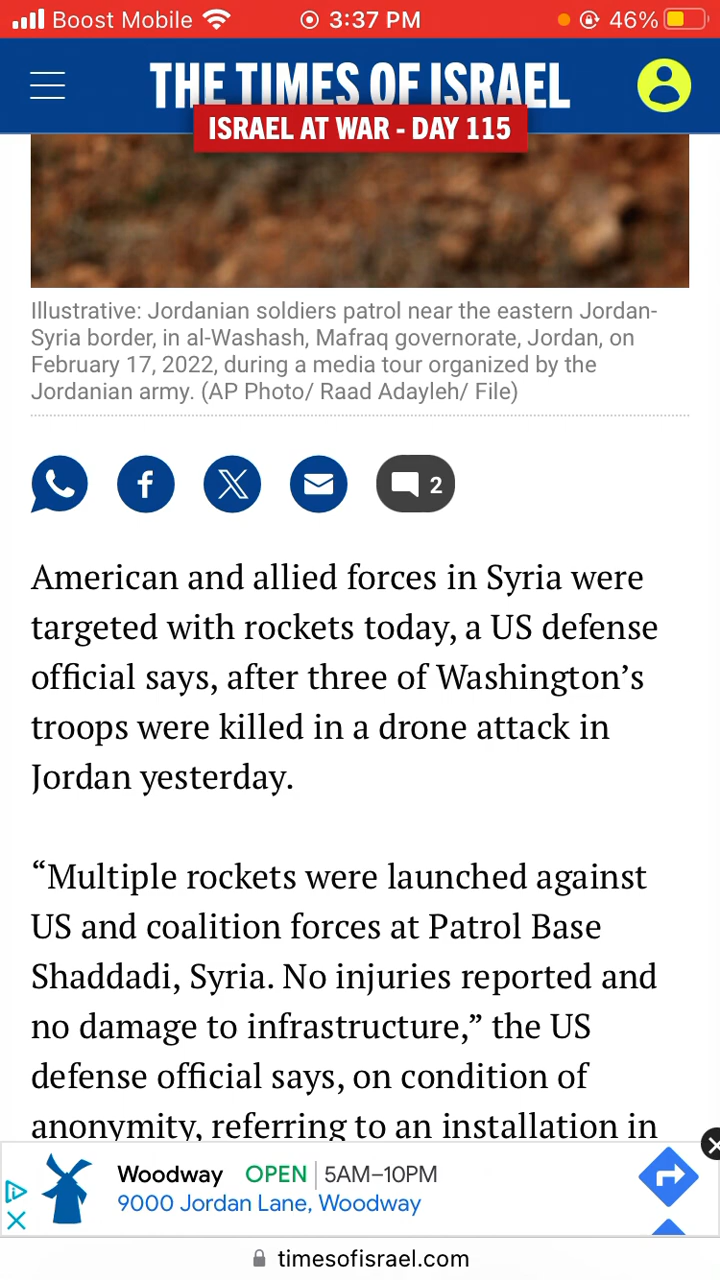 Boost Mobile 3:37 PM 46%
THE TIMES OF ISRAEL
ISRAEL AT WAR - DAY 115
Illustrative: Jordanian soldiers patrol near the eastern Jordan-
Syria border, in al-Washash, Mafraq governorate, Jordan, on
February 17, 2022, during a media tour organized by the
Jordanian army. (AP Photo/ Raad Adayleh/ File)
2
American and allied forces in Syria were
targeted with rockets today, a US defense
official says, after three of Washington’s
troops were killed in a drone attack in
Jordan yesterday.
“Multiple rockets were launched against
US and coalition forces at Patrol Base
Shaddadi, Syria. No injuries reported and
no damage to infrastructure,” the US
defense official says, on condition of
anonymity, referring to an installation in
Woodway OPEN 5AM–10PM
9000 Jordan Lane, Woodway
timesofisrael.com